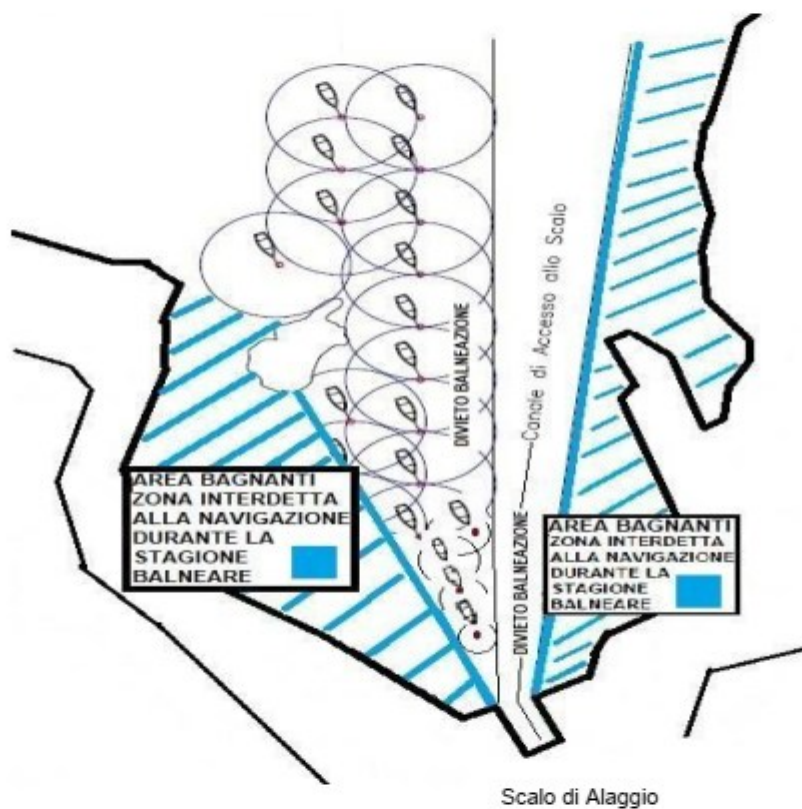 Canale di Accesso allo Scalo
DIVIETO BALNEAZIONE
AREA BAGNANTI
ZONA INTERDETTA
ALLA NAVIGAZIONE
DURANTE LA
STAGIONE
BALNEARE
DIVIETO BALNEAZIONE
AREA BAGNANTI
ZONA INTERDETTA
ALLA NAVIGAZIONE
DURANTE LA
STAGIONE
BALNEARE
Scalo di Alaggio